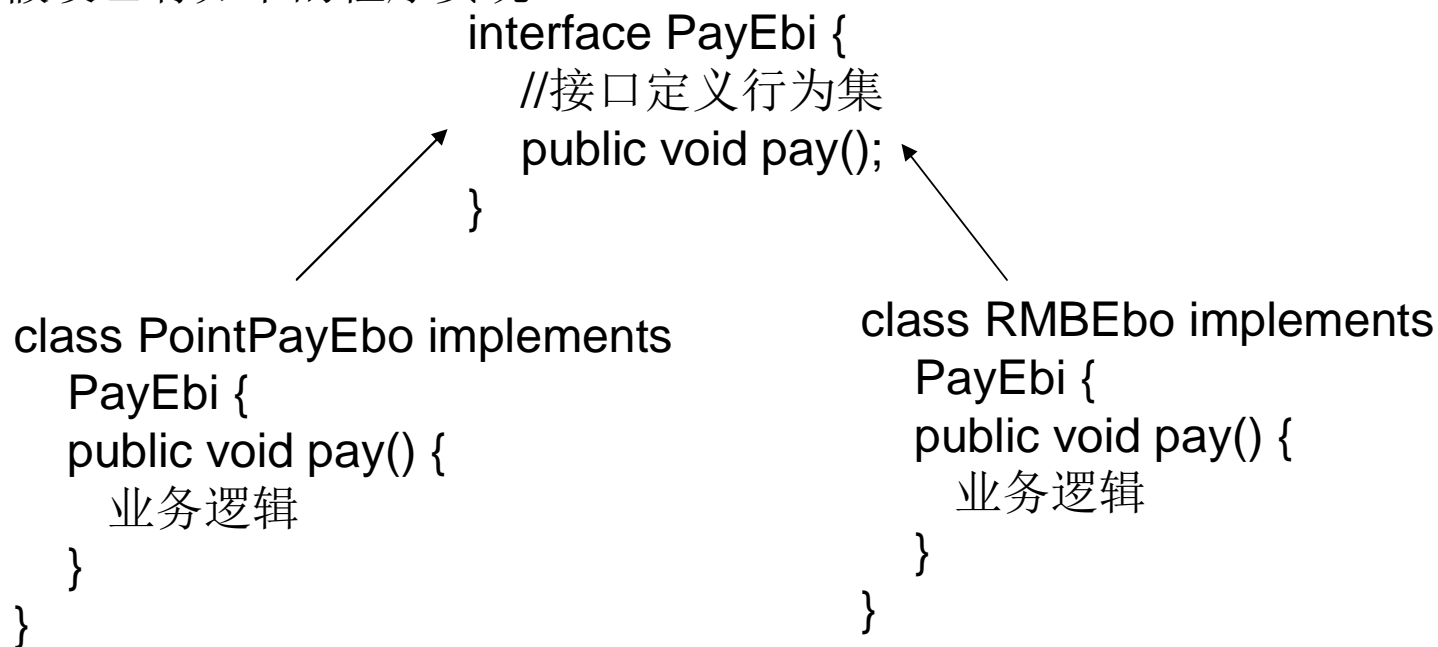 interface PayEbi {
//接口定义行为集
public void pay();
}
class PointPayEbo implements
PayEbi {
public void pay() {
业务逻辑
}
}
class RMBEbo implements
PayEbi {
public void pay() {
业务逻辑
}
}